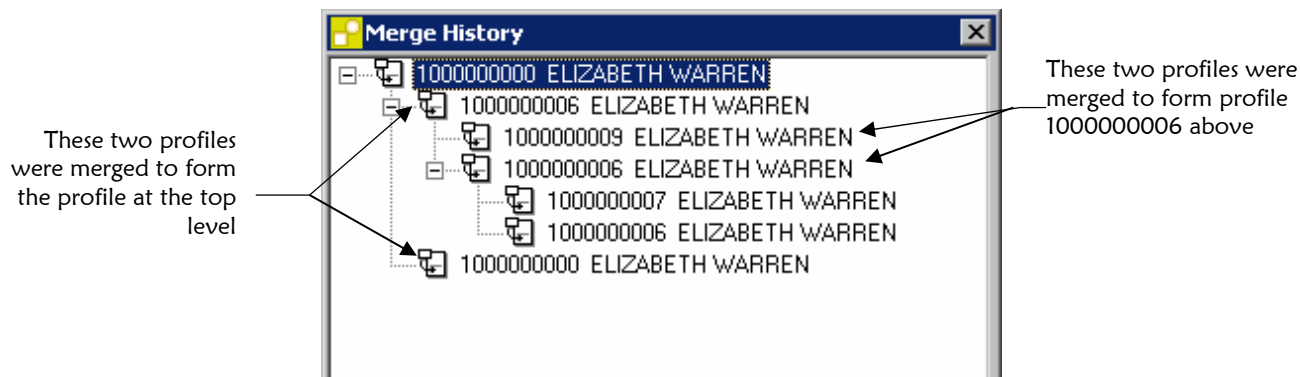 Merge History
1000000000 ELIZABETH WARREN
1000000006 ELIZABETH WARREN
1000000009 ELIZABETH WARREN
1000000006 ELIZABETH WARREN
1000000007 ELIZABETH WARREN
1000000006 ELIZABETH WARREN
1000000000 ELIZABETH WARREN
These two profiles
were merged to form
the profile at the top
level
These two profiles were
merged to form profile
1000000006 above